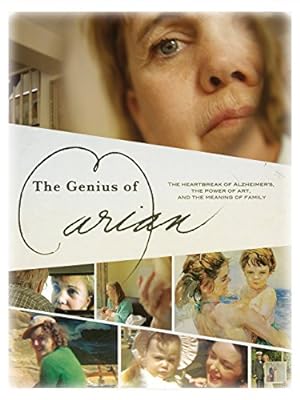 The Genius of
Marian
THE HEARTBREAK OF ALZHEIMER'S,
THE POWER OF ART,
AND THE MEANING OF FAMILY